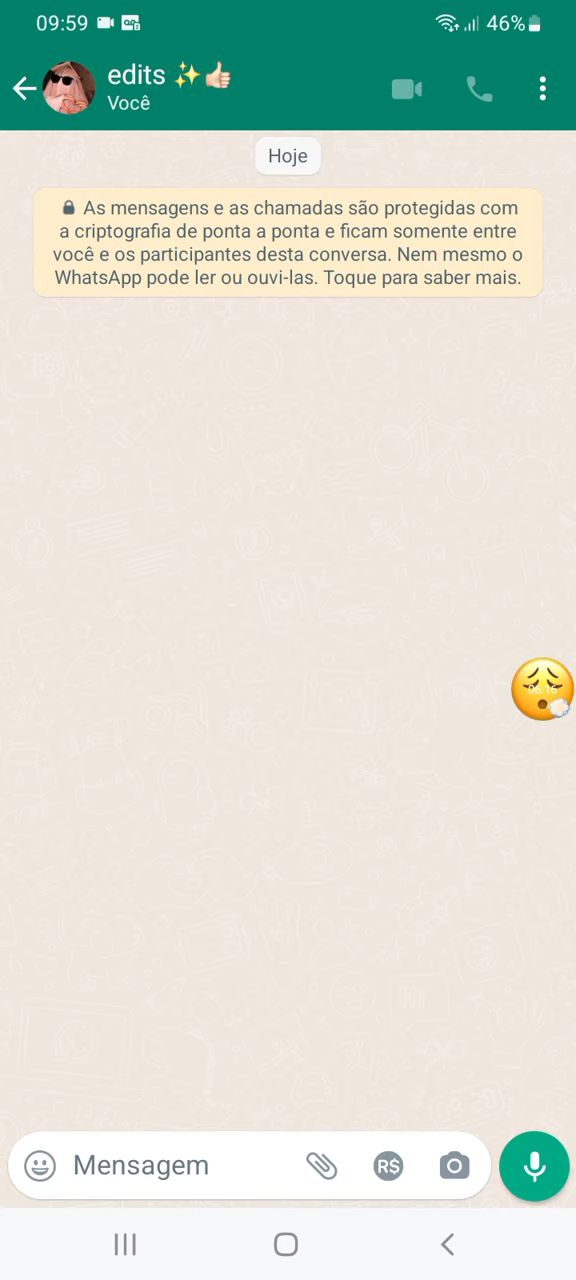 09:59 46%
edits ✨👍🏻
Você
Hoje
As mensagens e as chamadas são protegidas com
a criptografia de ponta a ponta e ficam somente entre
você e os participantes desta conversa. Nem mesmo o
WhatsApp pode ler ou ouvi-las. Toque para saber mais.
06:16
Mensagem
R$